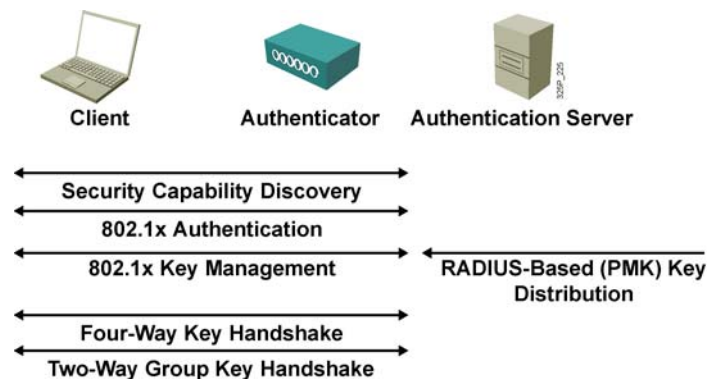 Client
Authenticator
Authentication Server
325P_225
Security Capability Discovery
802.1x Authentication
802.1x Key Management
RADIUS-Based (PMK) Key
Distribution
Four-Way Key Handshake
Two-Way Group Key Handshake